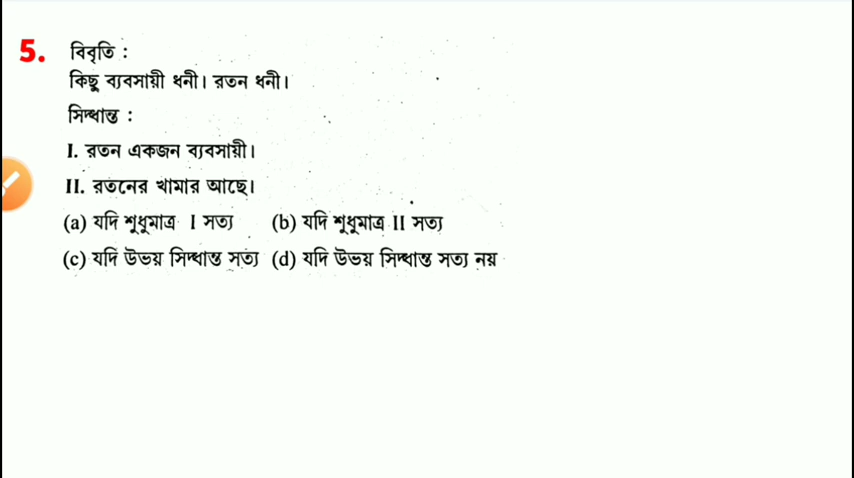 5. বিবৃতি :
কিছু ব্যবসায়ী ধনী। রতন ধনী।
সিদ্ধান্ত :
I. রতন একজন ব্যবসায়ী।
II. রতনের খামার আছে।
(a) যদি শুধুমাত্র I সত্য (b) যদি শুধুমাত্র II সত্য
(c) যদি উভয় সিদ্ধান্ত সত্য (d) যদি উভয় সিদ্ধান্ত সত্য নয়